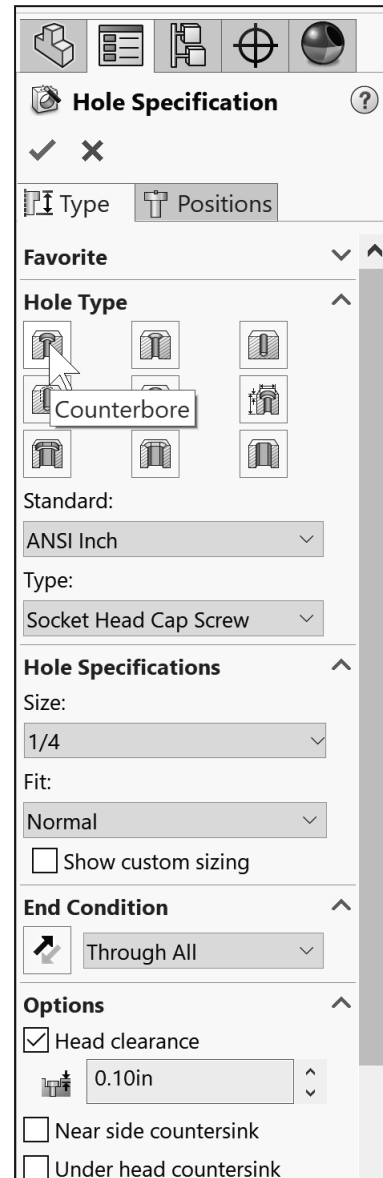 Hole Specification
?
Type
Positions
Favorite
Hole Type
Counterbore
Standard:
ANSI Inch
Type:
Socket Head Cap Screw
Hole Specifications
Size:
1/4
Fit:
Normal
Show custom sizing
End Condition
Through All
Options
Head clearance
0.10in
Near side countersink
Under head countersink